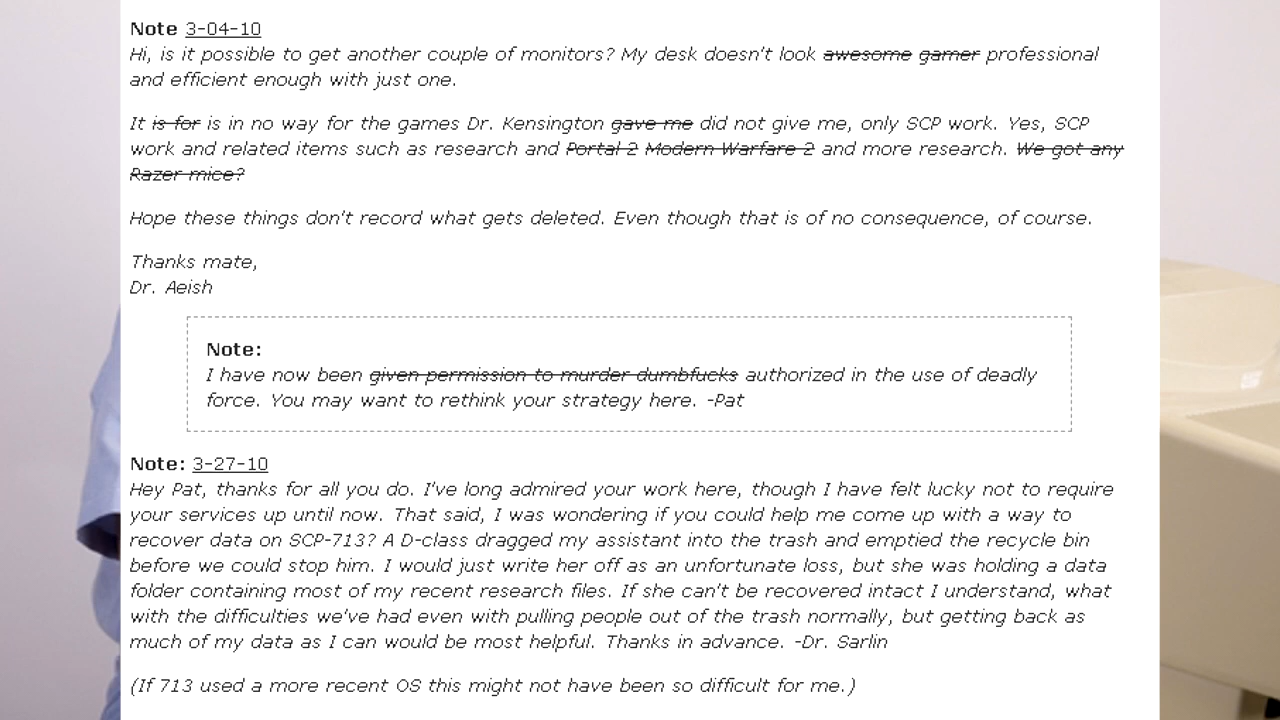 Note 3-04-10
Hi, is it possible to get another couple of monitors? My desk doesn't look awesome gamer professional
and efficient enough with just one.
It is for is in no way for the games Dr. Kensington gave me did not give me, only SCP work. Yes, SCP
work and related items such as research and Portal 2 Modern Warfare 2 and more research. We got any
Razer mice?
Hope these things don't record what gets deleted. Even though that is of no consequence, of course.
Thanks mate,
Dr. Aeish
Note:
I have now been given permission to murder dumbfucks authorized in the use of deadly
force. You may want to rethink your strategy here. -Pat
Note: 3-27-10
Hey Pat, thanks for all you do. I've long admired your work here, though I have felt lucky not to require
your services up until now. That said, I was wondering if you could help me come up with a way to
recover data on SCP-713? A D-class dragged my assistant into the trash and emptied the recycle bin
before we could stop him. I would just write her off as an unfortunate loss, but she was holding a data
folder containing most of my recent research files. If she can't be recovered intact I understand, what
with the difficulties we've had even with pulling people out of the trash normally, but getting back as
much of my data as I can would be most helpful. Thanks in advance. -Dr. Sarlin
(If 713 used a more recent OS this might not have been so difficult for me.)